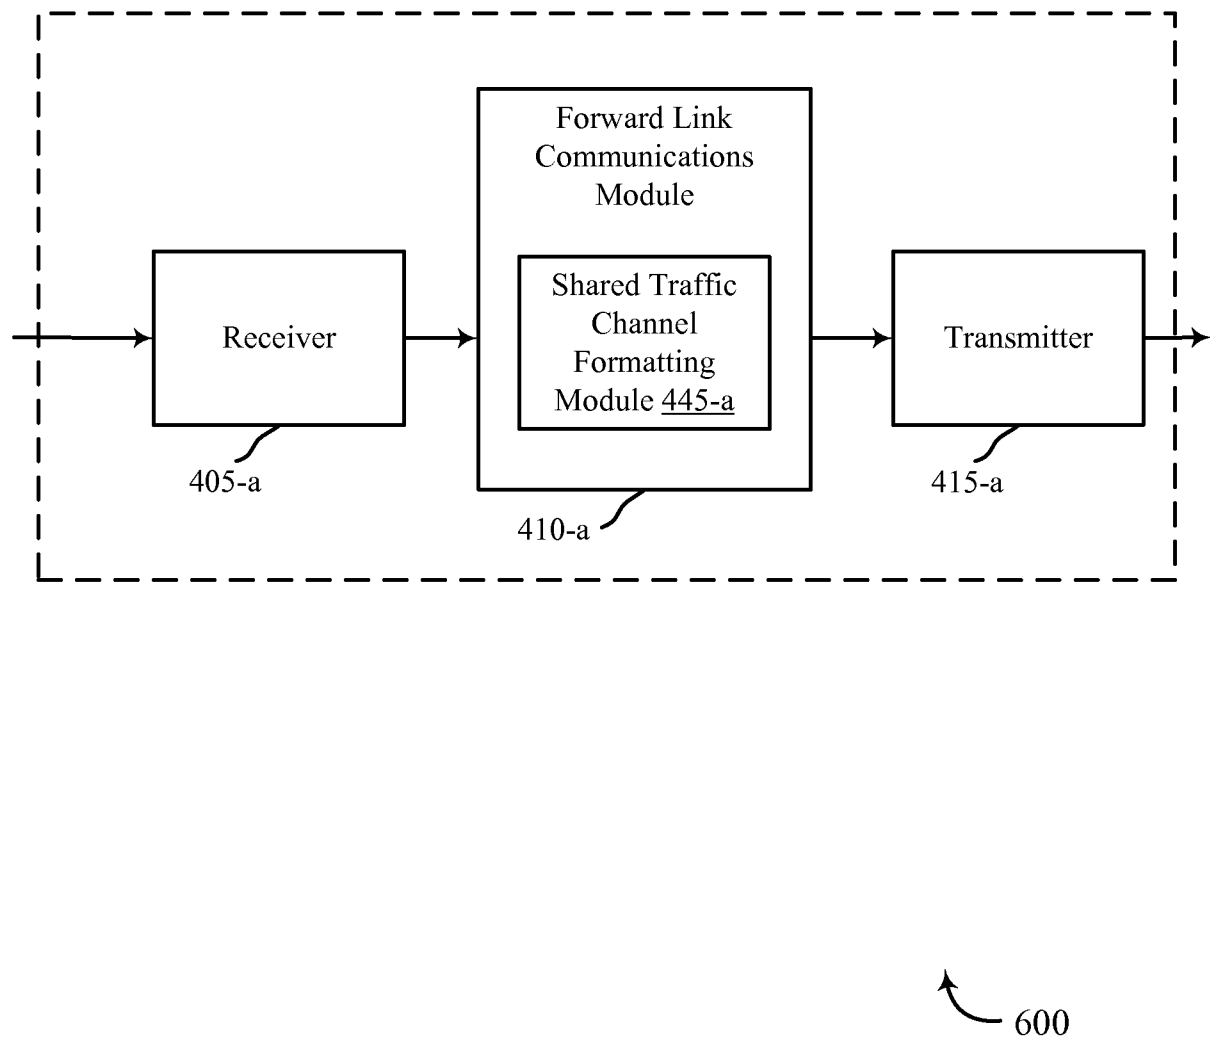 Forward Link
Communications
Module
Shared Traffic
Channel
Formatting
Module 445-a
Receiver
Transmitter
405-a
410-a
415-a
600